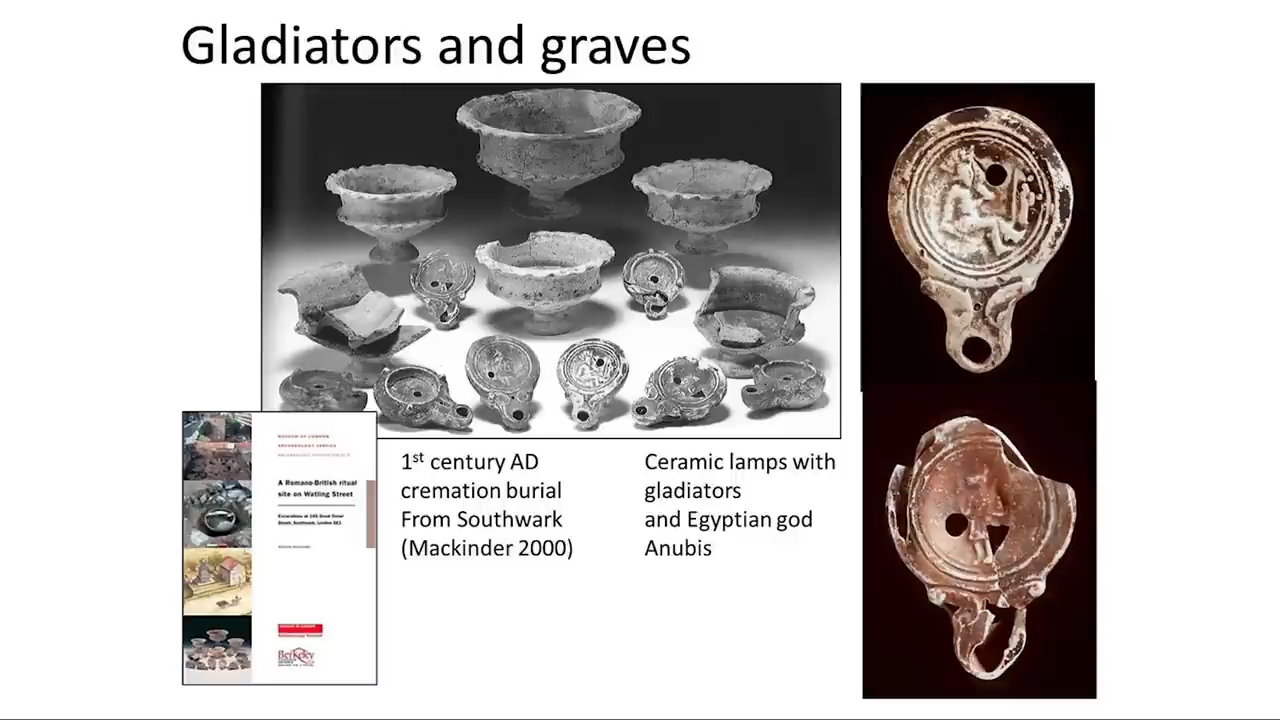 Gladiators and graves
MUSEUM OF LONDON
ARCHAEOLOGY SERVICE
A Romano-British ritual
site on Watling Street
Excavations at 165 Great Dover
Street, Southwark, London SE1
Berkeley
1st century AD
cremation burial
From Southwark
(Mackinder 2000)
Ceramic lamps with
gladiators
and Egyptian god
Anubis